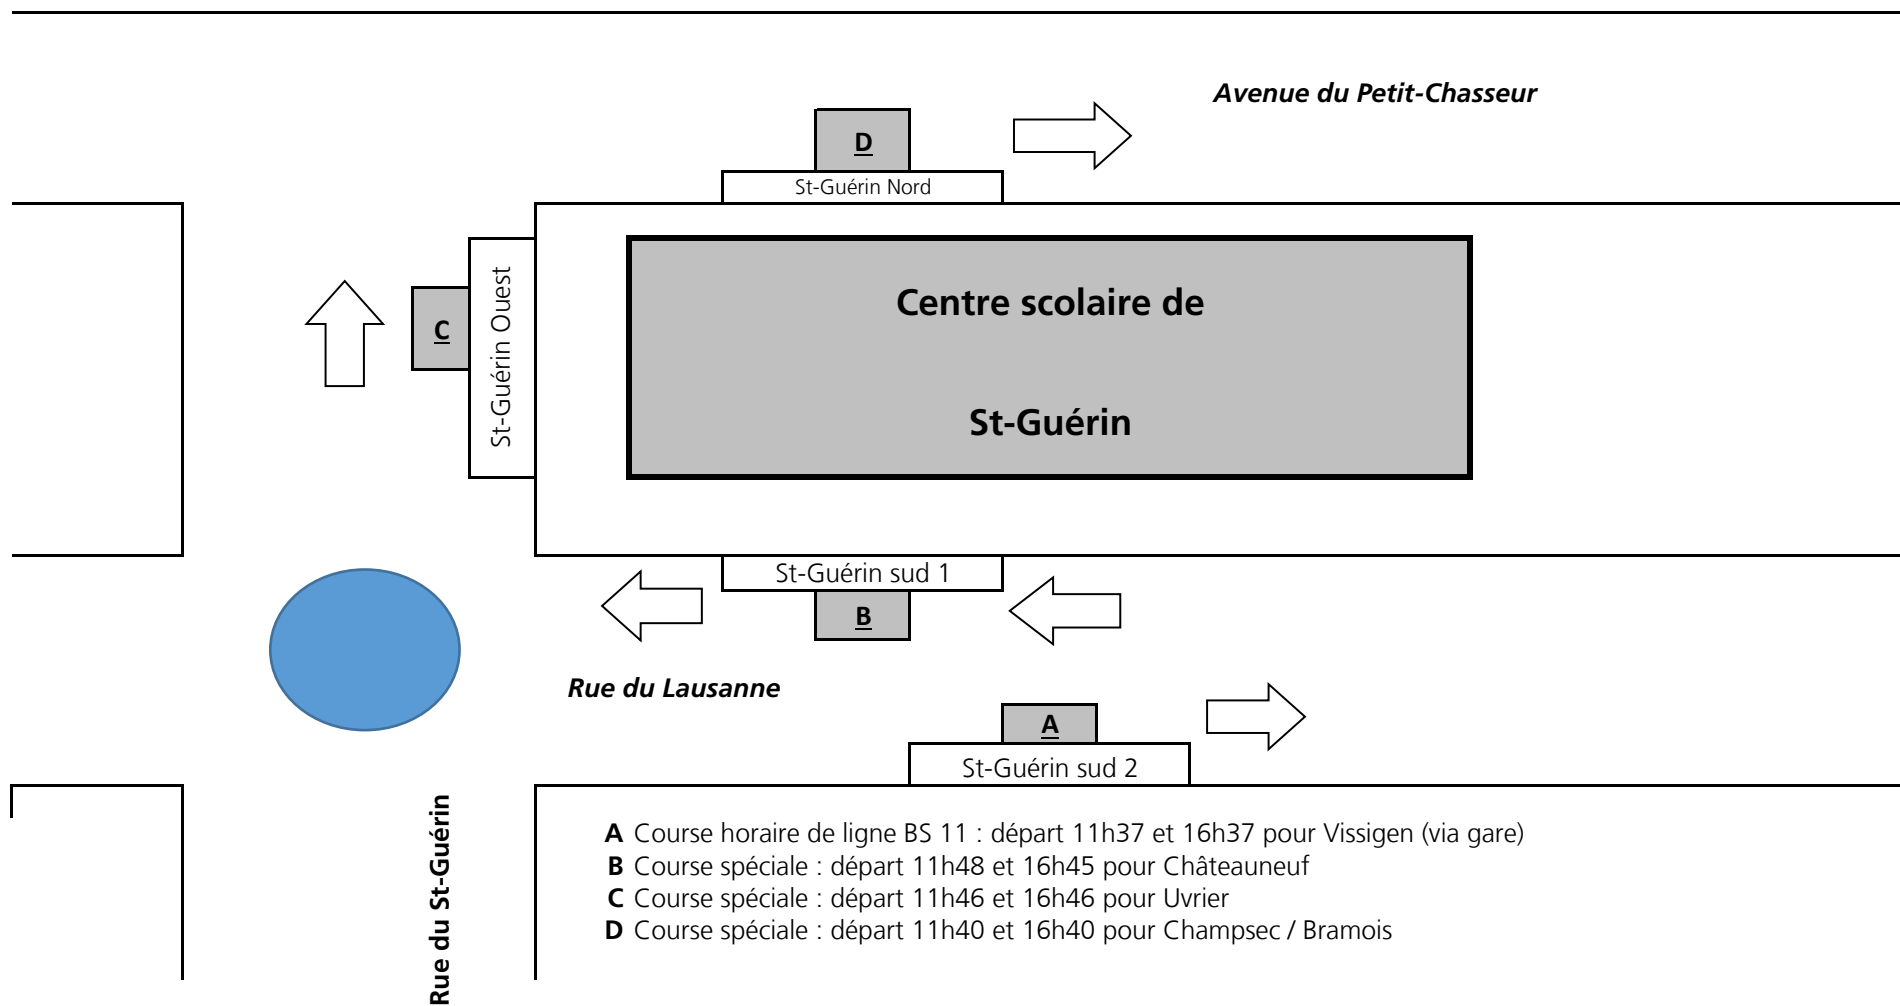 Avenue du Petit-Chasseur
D
St-Guérin Nord
St-Guérin Ouest
C
Centre scolaire de
St-Guérin
St-Guérin sud 1
B
Rue du Lausanne
A
St-Guérin sud 2
Rue du St-Guérin
A Course horaire de ligne BS 11 : départ 11h37 et 16h37 pour Vissigen (via gare)
B Course spéciale : départ 11h48 et 16h45 pour Châteauneuf
C Course spéciale : départ 11h46 et 16h46 pour Uvrier
D Course spéciale : départ 11h40 et 16h40 pour Champsec / Bramois